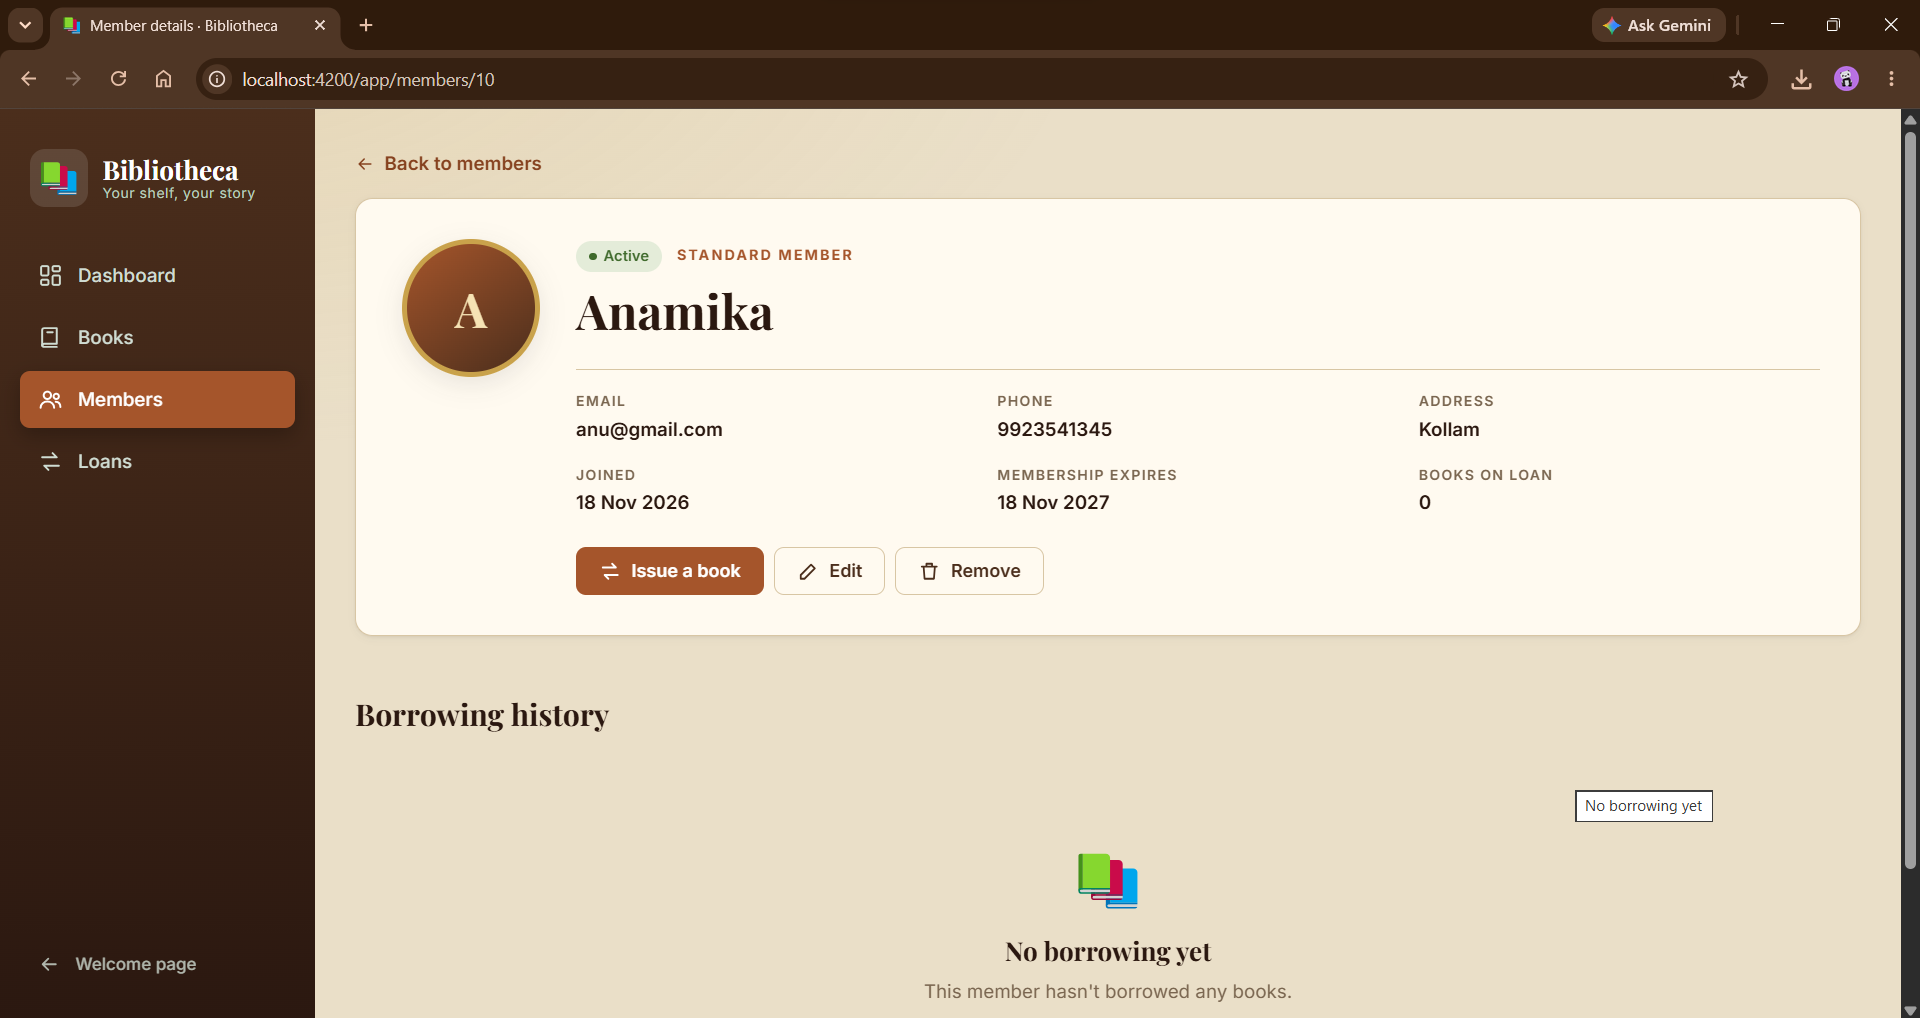 Member details · Bibliotheca
Ask Gemini
localhost:4200/app/members/10
Bibliotheca
Your shelf, your story
Dashboard
Books
Members
Loans
Welcome page
Back to members
Active STANDARD MEMBER
A
Anamika
EMAIL PHONE ADDRESS
anu@gmail.com 9923541345 Kollam
JOINED MEMBERSHIP EXPIRES BOOKS ON LOAN
18 Nov 2026 18 Nov 2027 0
Issue a book Edit Remove
Borrowing history
No borrowing yet
No borrowing yet
This member hasn't borrowed any books.